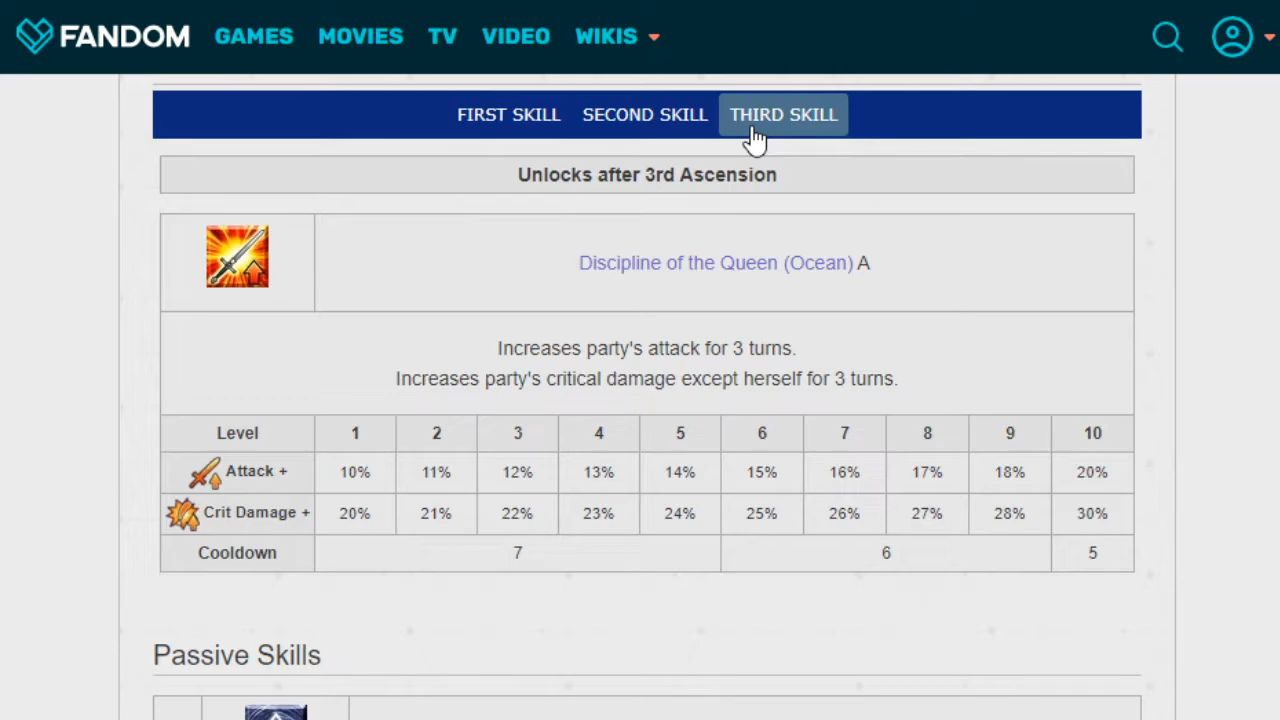 FANDOM GAMES MOVIES TV VIDEO WIKIS
FIRST SKILL SECOND SKILL THIRD SKILL
Unlocks after 3rd Ascension
Discipline of the Queen (Ocean) A
Increases party's attack for 3 turns.
Increases party's critical damage except herself for 3 turns.
Level 1 2 3 4 5 6 7 8 9 10
Attack + 10% 11% 12% 13% 14% 15% 16% 17% 18% 20%
Crit Damage + 20% 21% 22% 23% 24% 25% 26% 27% 28% 30%
Cooldown 7 6 5
Passive Skills